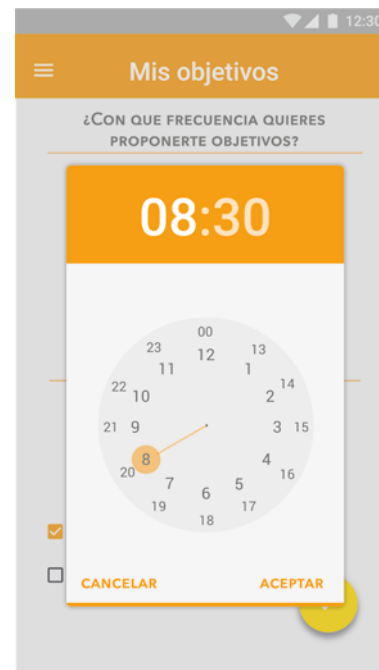 12:30
Mis objetivos
¿CON QUE FRECUENCIA QUIERES
PROPONERTE OBJETIVOS?
08:30
00
23 13
12
11 1
22 14
10 2
21 9 3 15
8 4
20 16
7 5
6
19 17
18
CANCELAR ACEPTAR